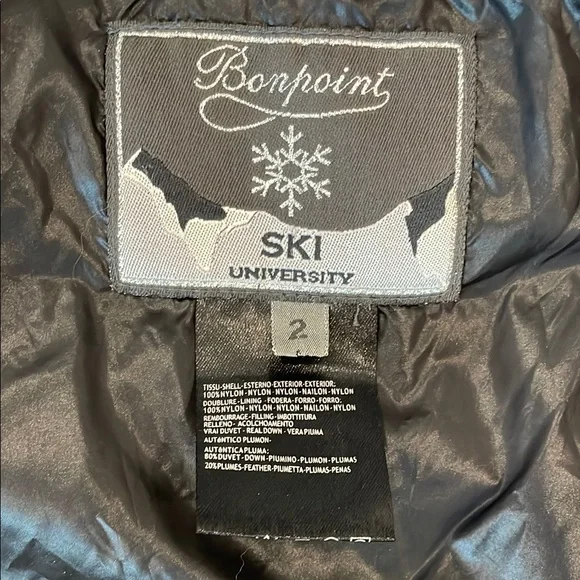 Bonpoint
SKI
UNIVERSITY
2
TISSU-SHELL-ESTERNO-EXTERIOR-EXTERIOR:
100%NYLON-NYLON-NYLON-NAILON-NYLON
DOUBLURE-LINING-FODERA-FORRO-FORRO:
100%NYLON-NYLON-NYLON-NAILON-NYLON
REMBOURRAGE-FILLING-IMBOTTITURA
RELLENO-ACOLCHOAMENTO
VRAI DUVET-REAL DOWN-VERA PIUMA
AUTÉNTICO PLUMON-
AUTÉNTICA PLUMA:
80%DUVET-DOWN-PIUMINO-PLUMON-PLUMAS
20%PLUMES-FEATHER-PIUMETTA-PLUMAS-PENAS